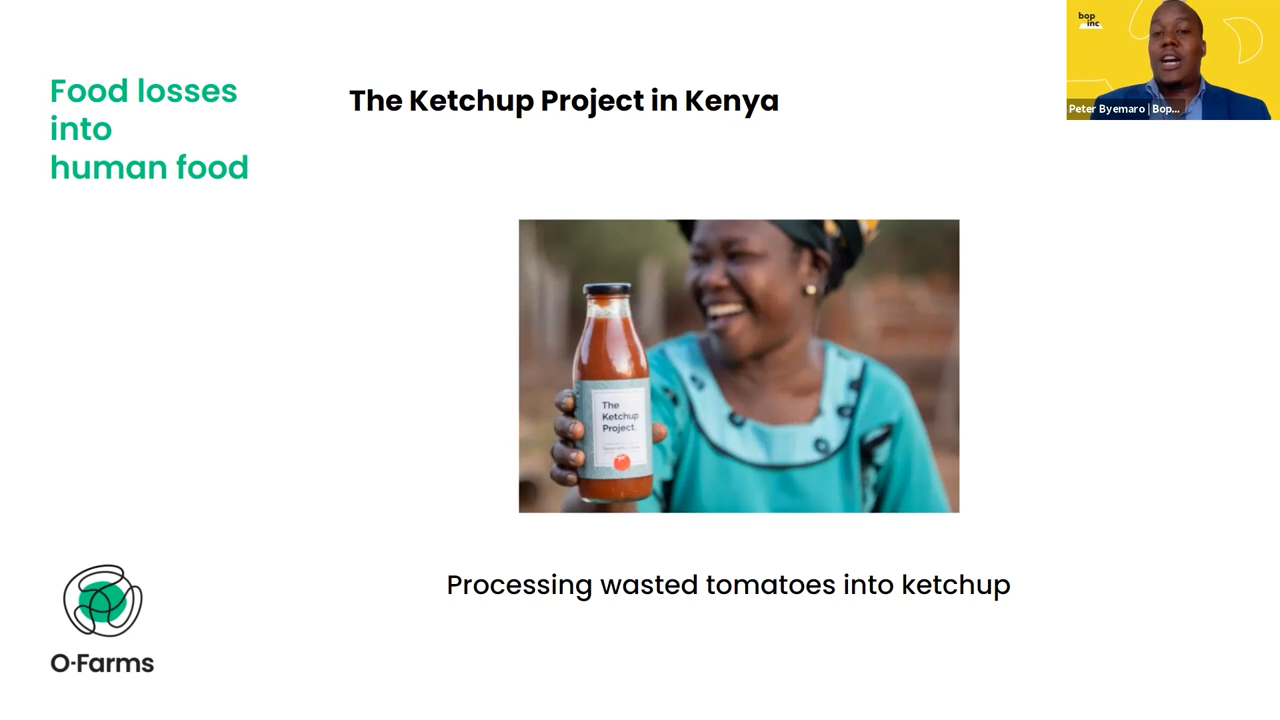 Food losses
into
human food
The Ketchup Project in Kenya
bop
inc
Peter Byemaro | Bop...
The
Ketchup
Project.
Processing wasted tomatoes into ketchup
O-Farms